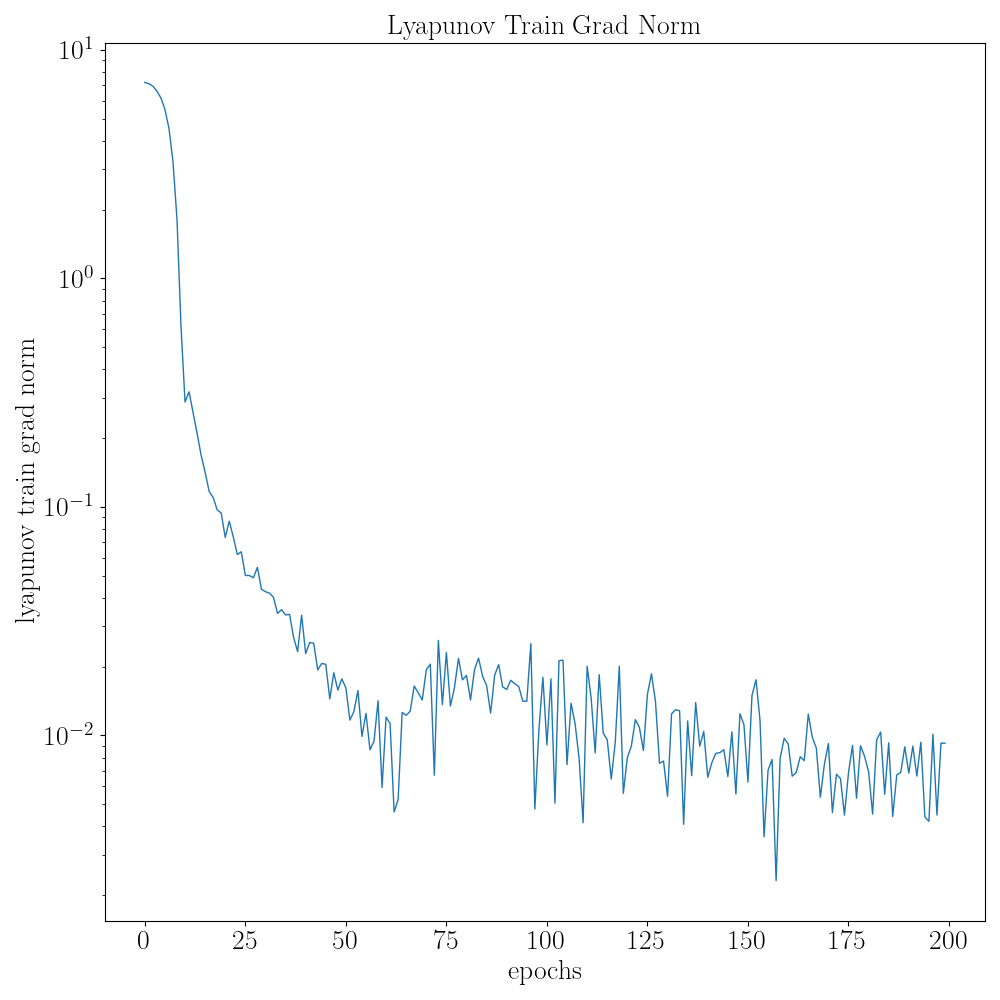 Lyapunov Train Grad Norm
lyapunov train grad norm
10^1
10^0
10^{-1}
10^{-2}
0 25 50 75 100 125 150 175 200
epochs